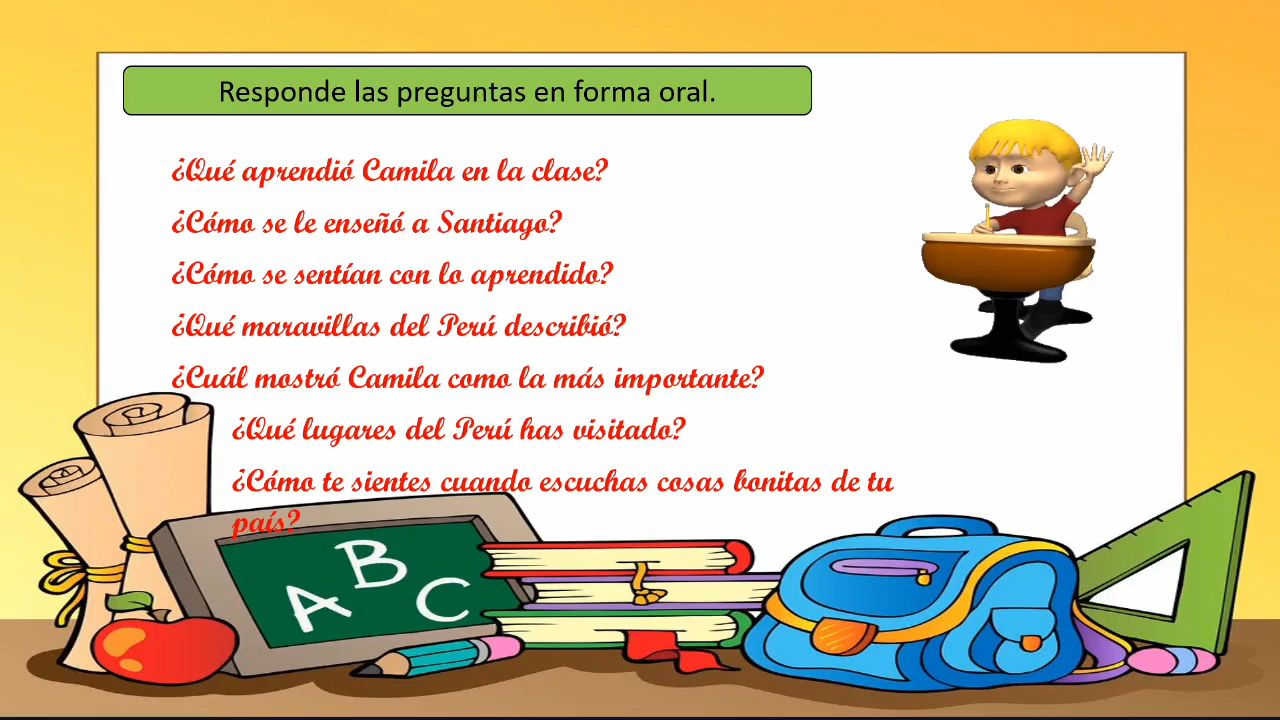 Responde las preguntas en forma oral.
¿Qué aprendió Camila en la clase?
¿Cómo se le enseñó a Santiago?
¿Cómo se sentían con lo aprendido?
¿Qué maravillas del Perú describió?
¿Cuál mostró Camila como la más importante?
¿Qué lugares del Perú has visitado?
¿Cómo te sientes cuando escuchas cosas bonitas de tu
país?
A B C